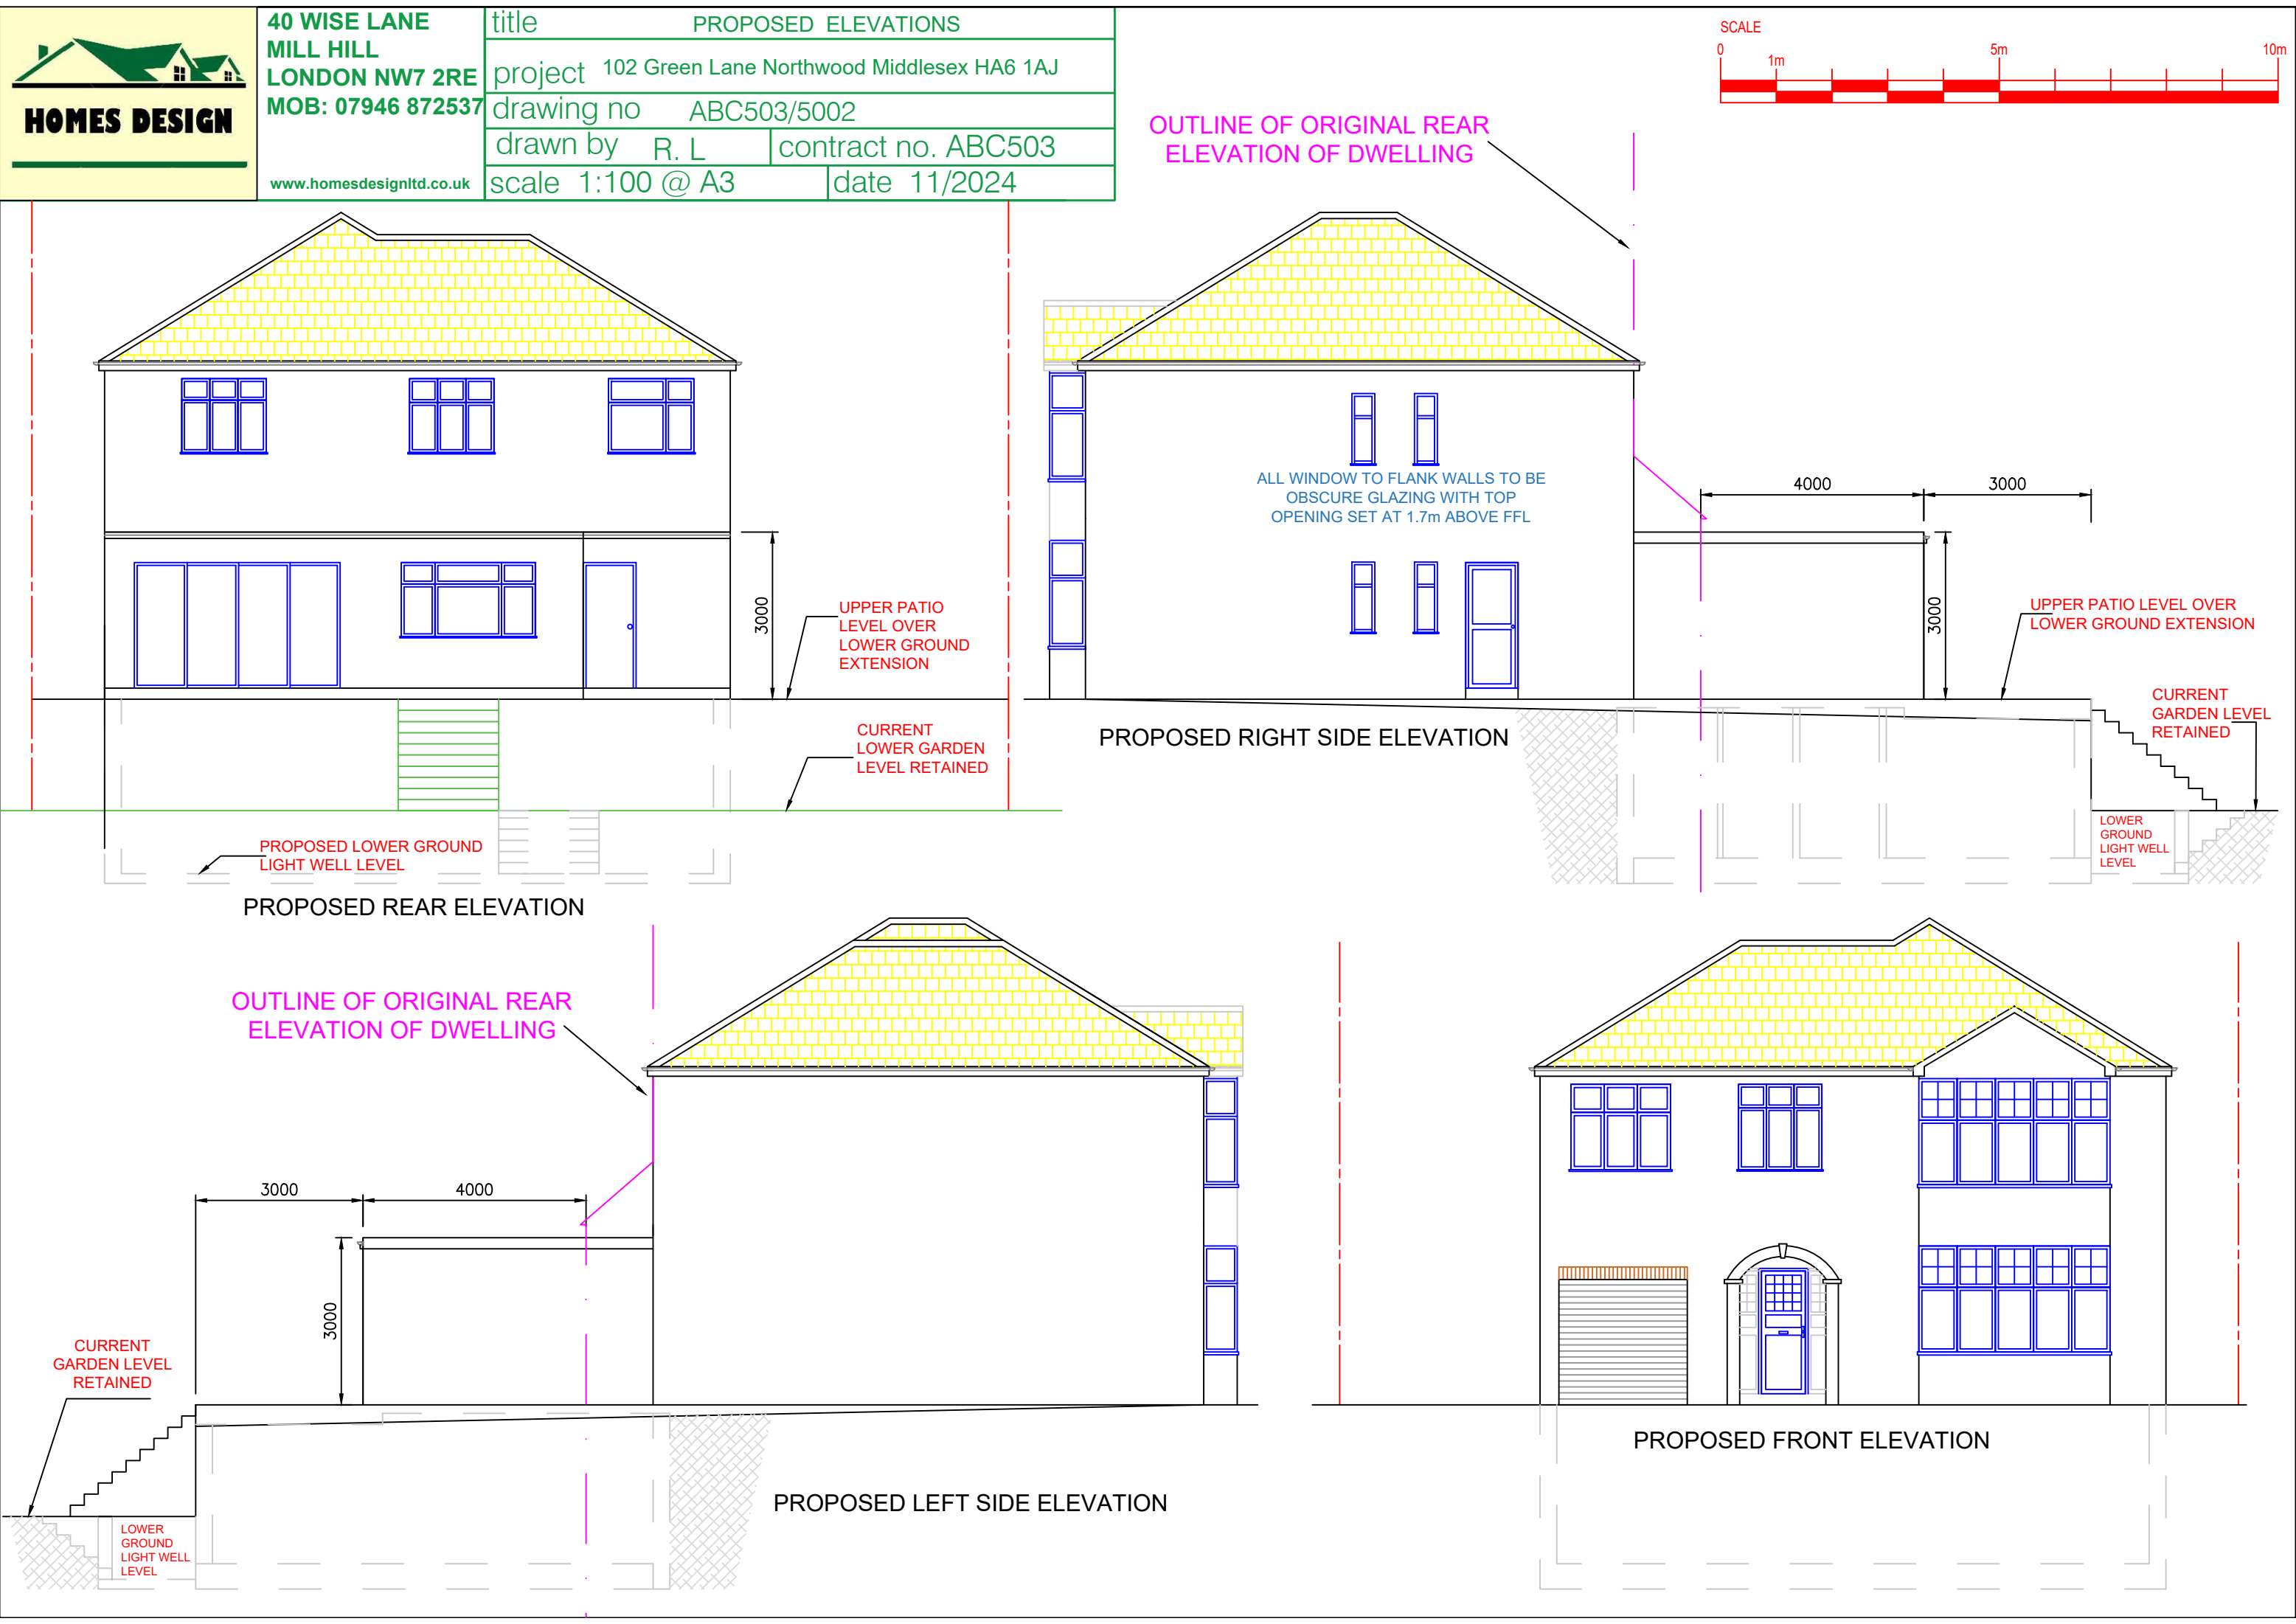 HOMES DESIGN
40 WISE LANE
MILL HILL
LONDON NW7 2RE
MOB: 07946 872537
www.homesdesignltd.co.uk
title PROPOSED ELEVATIONS
project 102 Green Lane Northwood Middlesex HA6 1AJ
drawing no ABC503/5002
drawn by R. L contract no. ABC503
scale 1:100 @ A3 date 11/2024
SCALE
0 1m 5m 10m
OUTLINE OF ORIGINAL REAR
ELEVATION OF DWELLING
3000
UPPER PATIO
LEVEL OVER
LOWER GROUND
EXTENSION
CURRENT
LOWER GARDEN
LEVEL RETAINED
PROPOSED LOWER GROUND
LIGHT WELL LEVEL
PROPOSED REAR ELEVATION
ALL WINDOW TO FLANK WALLS TO BE
OBSCURE GLAZING WITH TOP
OPENING SET AT 1.7m ABOVE FFL
4000 3000
3000
UPPER PATIO LEVEL OVER
LOWER GROUND EXTENSION
CURRENT
GARDEN LEVEL
RETAINED
LOWER
GROUND
LIGHT WELL
LEVEL
PROPOSED RIGHT SIDE ELEVATION
OUTLINE OF ORIGINAL REAR
ELEVATION OF DWELLING
3000 4000
3000
CURRENT
GARDEN LEVEL
RETAINED
LOWER
GROUND
LIGHT WELL
LEVEL
PROPOSED LEFT SIDE ELEVATION
PROPOSED FRONT ELEVATION